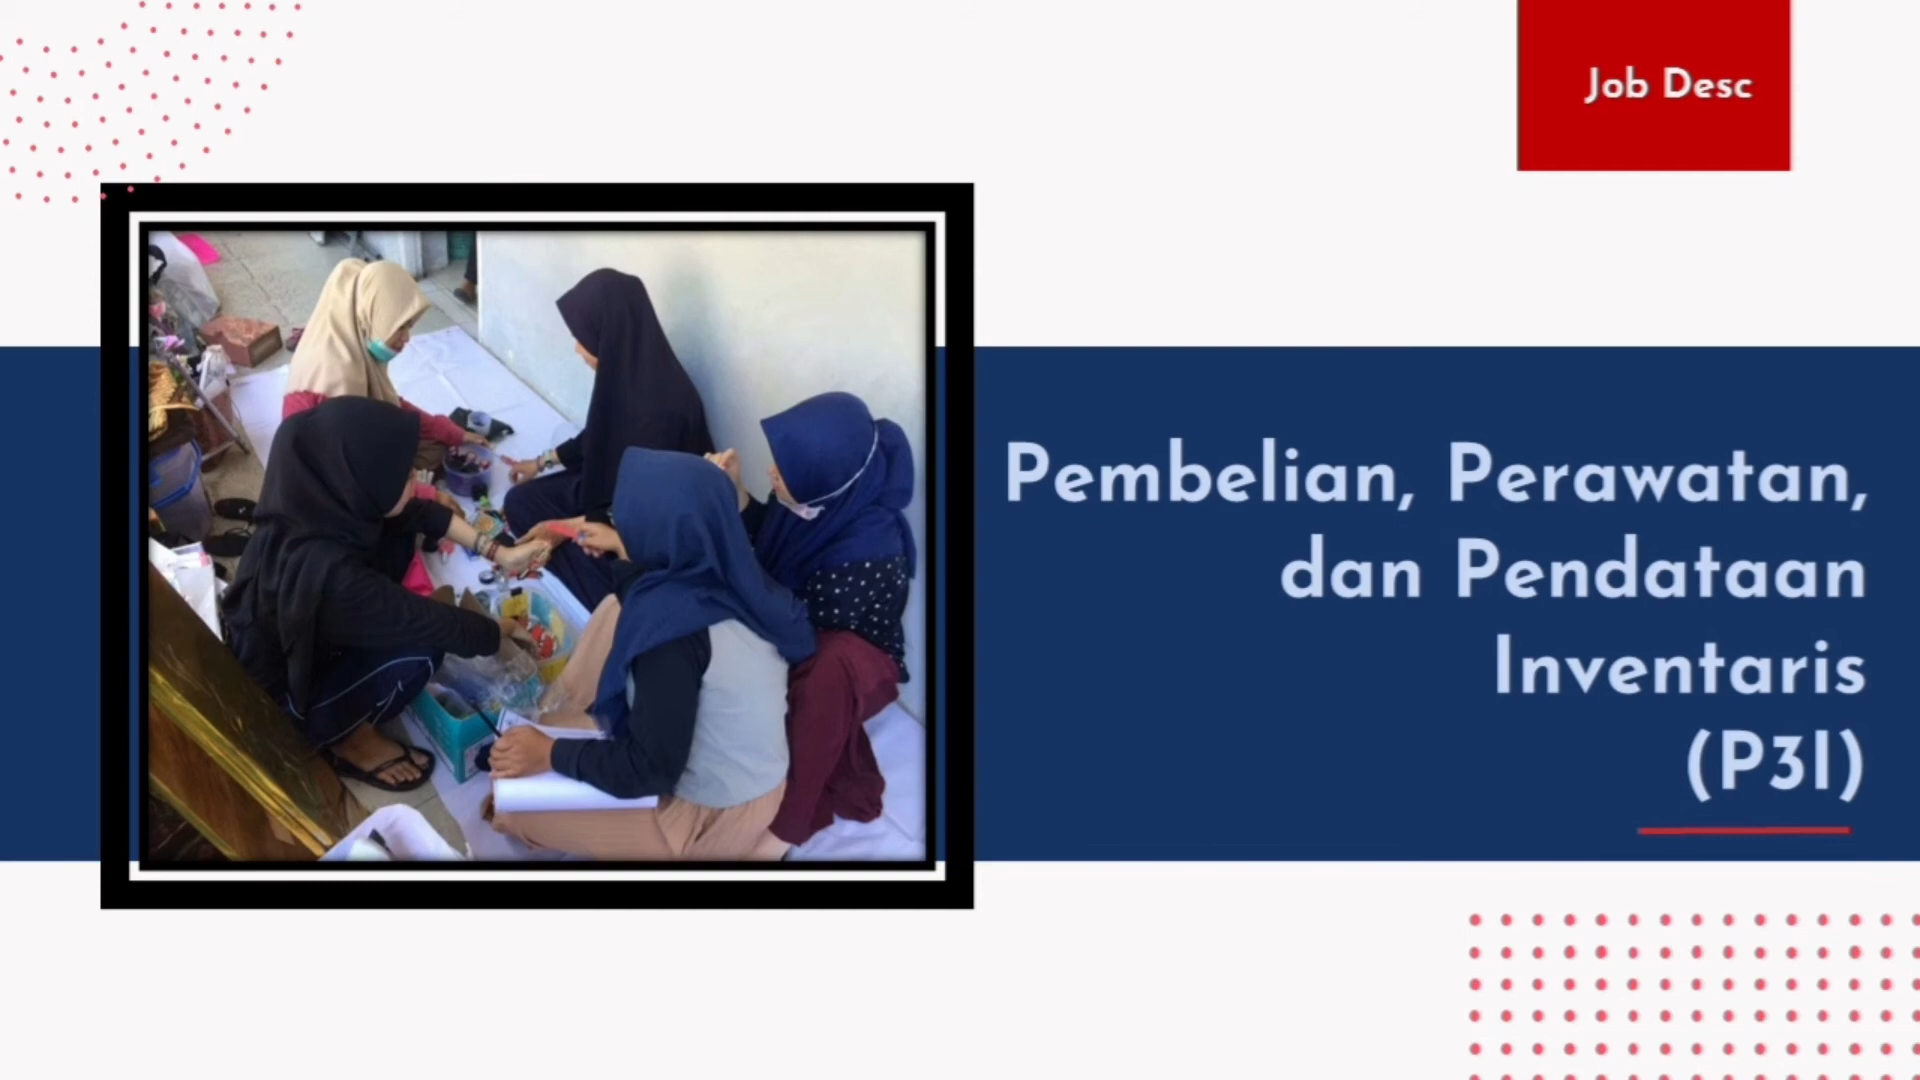 Job Desc
Pembelian, Perawatan,
dan Pendataan
Inventaris
(P3I)